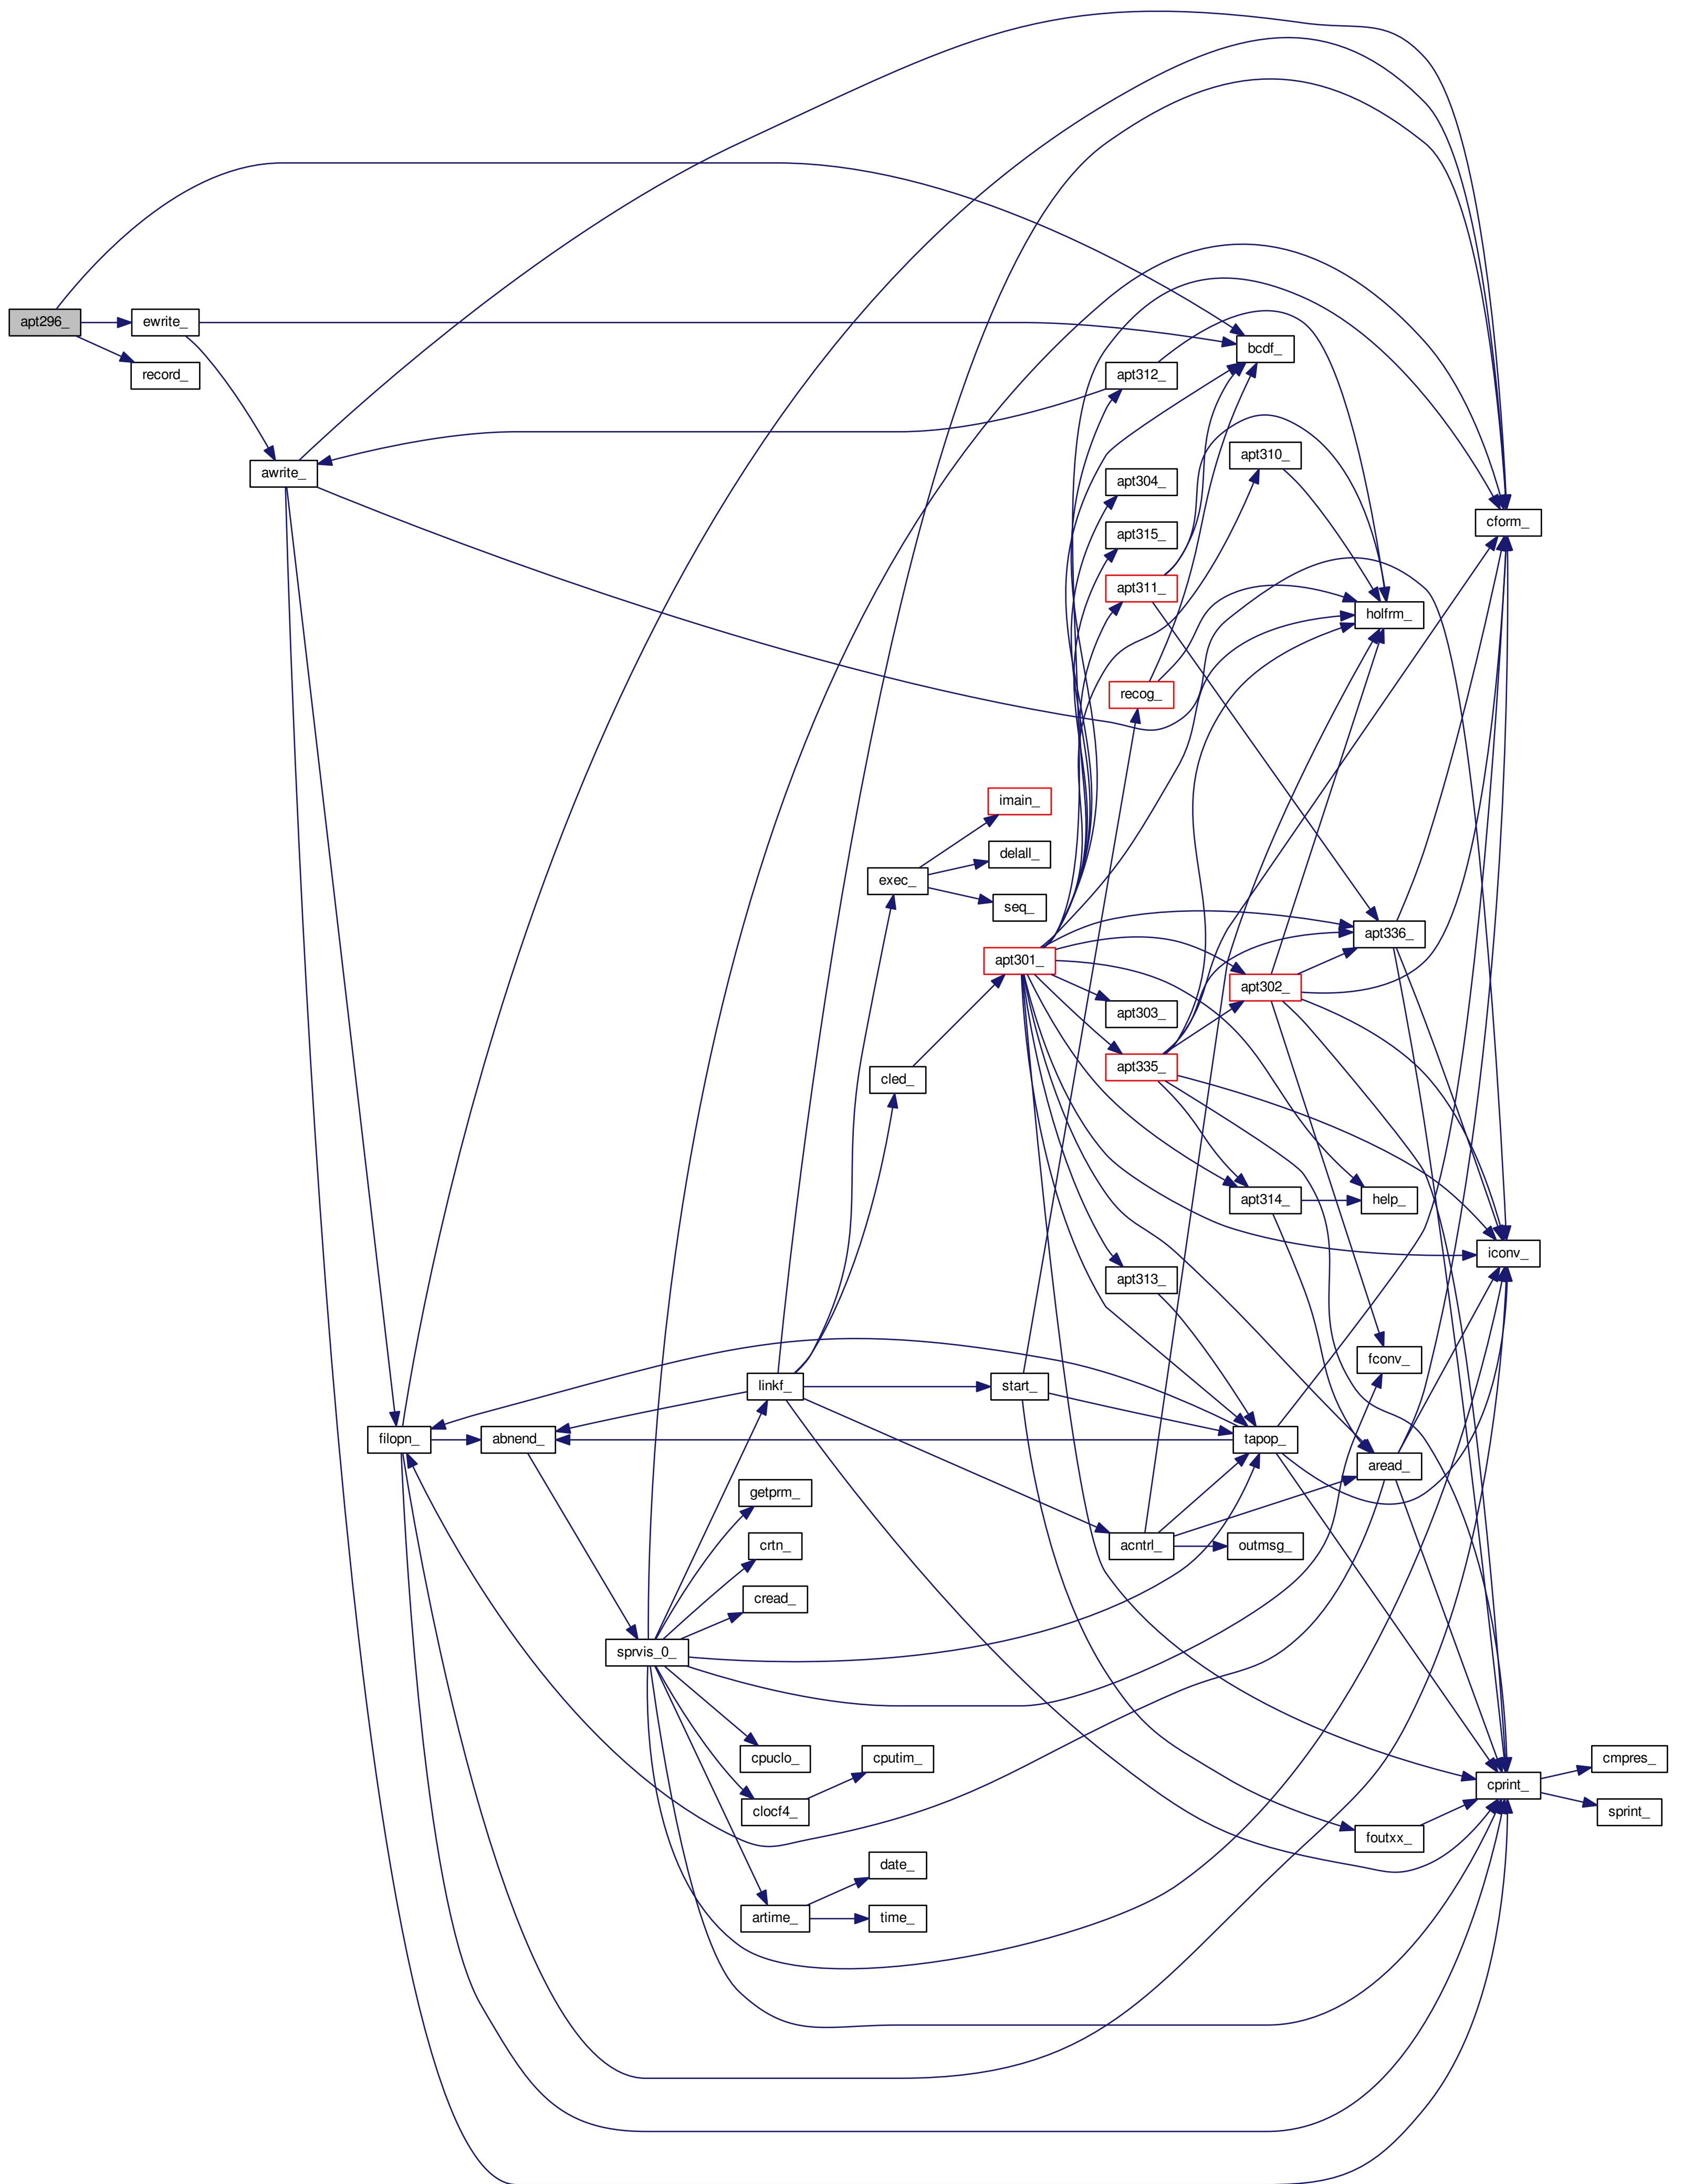 apt296_
ewrite_
record_
awrite_
filopn_
abnend_
sprvis_0_
linkf_
getprm_
crtn_
cread_
cpuclo_
clocf4_
artime_
exec_
cled_
cputim_
date_
time_
imain_
delall_
seq_
apt301_
start_
bcdf_
apt312_
apt304_
apt315_
apt311_
recog_
apt303_
apt335_
apt313_
acntrl_
apt310_
apt302_
apt314_
tapop_
outmsg_
holfrm_
apt336_
help_
fconv_
aread_
foutxx_
cform_
iconv_
cprint_
cmpres_
sprint_